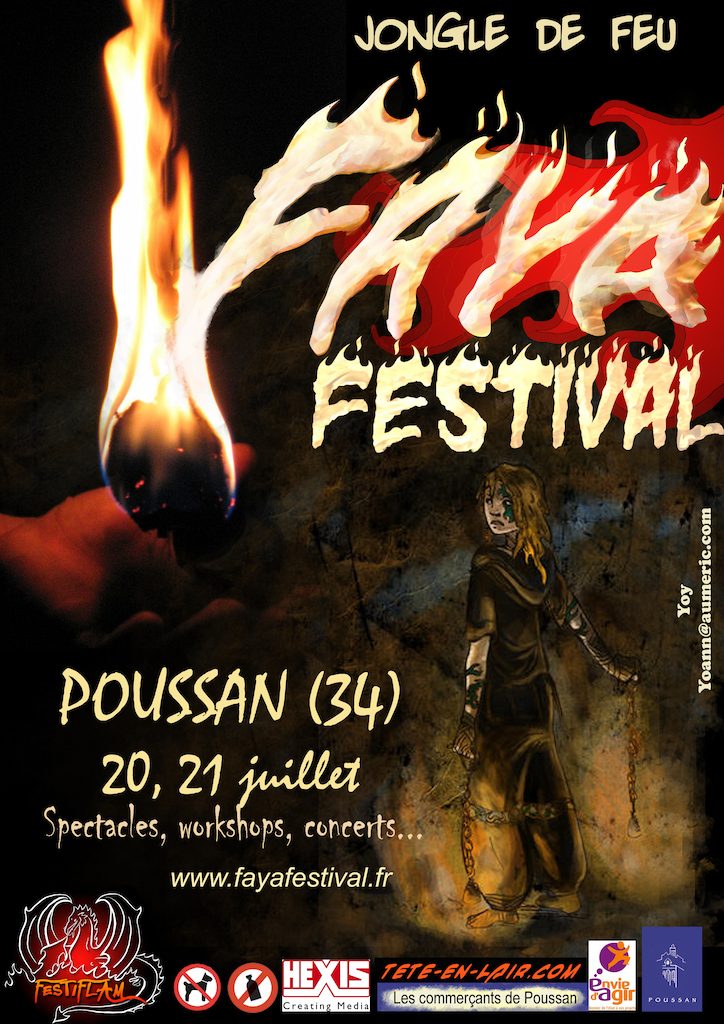 JONGLE DE FEU
FAYA
FESTIVAL
Yoy
Yoann@aumeric.com
POUSSAN (34)
20, 21 juillet
Spectacles, workshops, concerts...
www.fayafestival.fr
FESTIFLAM
HEXIS
Creating Media
TETE-EN-LAIR.COM
Les commerçants de Poussan
envie
d'agir
POUSSAN